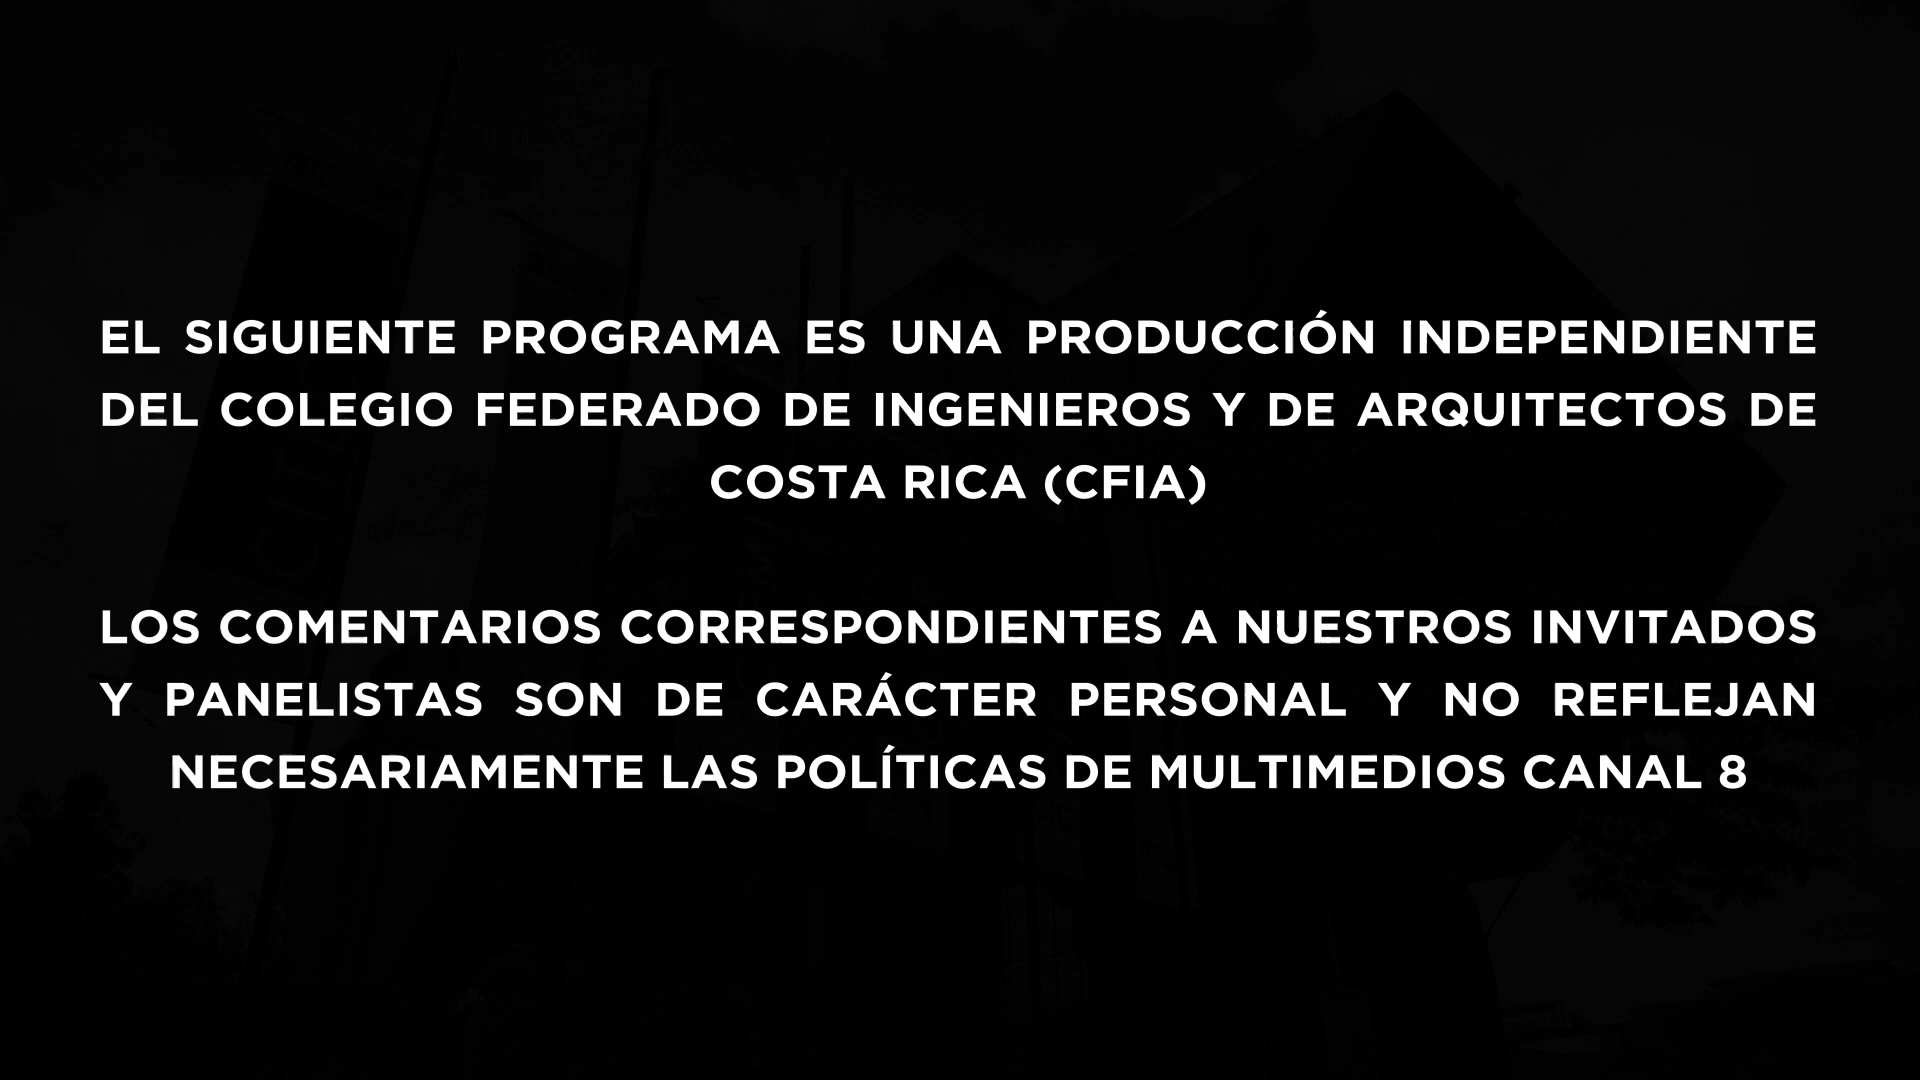 EL SIGUIENTE PROGRAMA ES UNA PRODUCCIÓN INDEPENDIENTE
DEL COLEGIO FEDERADO DE INGENIEROS Y DE ARQUITECTOS DE
COSTA RICA (CFIA)
LOS COMENTARIOS CORRESPONDIENTES A NUESTROS INVITADOS
Y PANELISTAS SON DE CARÁCTER PERSONAL Y NO REFLEJAN
NECESARIAMENTE LAS POLÍTICAS DE MULTIMEDIOS CANAL 8